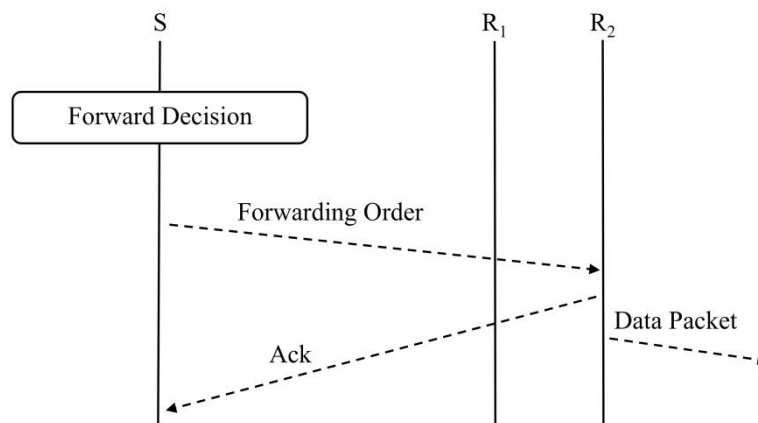 S
R₁
R₂
Forward Decision
Forwarding Order
Data Packet
Ack